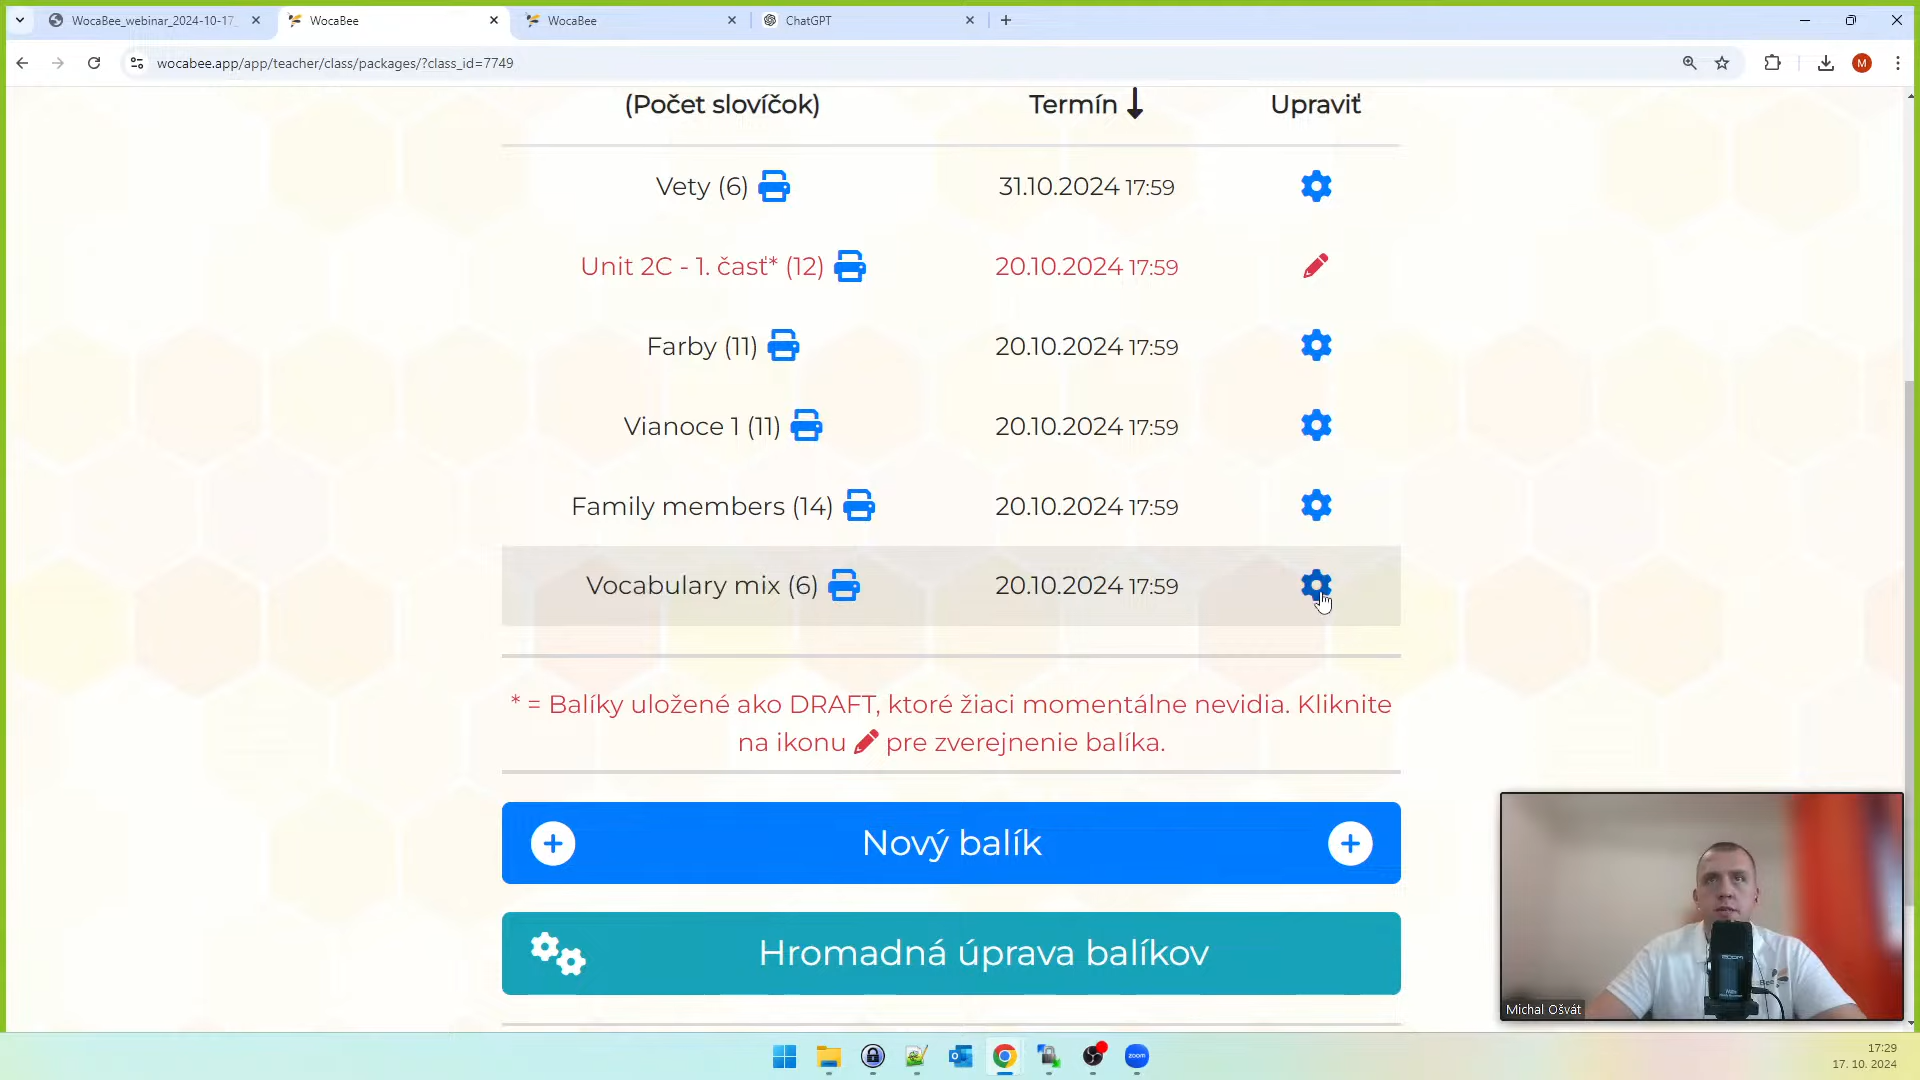 WocaBee_webinar_2024-10-17_
WocaBee
WocaBee
ChatGPT
wocabee.app/app/teacher/class/packages/?class_id=7749
M
(Počet slovíčok)
Termín
Upraviť
Vety (6)
31.10.2024 17:59
Unit 2C - 1. časť* (12)
20.10.2024 17:59
Farby (11)
20.10.2024 17:59
Vianoce 1 (11)
20.10.2024 17:59
Family members (14)
20.10.2024 17:59
Vocabulary mix (6)
20.10.2024 17:59
* = Balíky uložené ako DRAFT, ktoré žiaci momentálne nevidia. Kliknite
na ikonu pre zverejnenie balíka.
Nový balík
Hromadná úprava balíkov
zoom
Michal Ošvát
zoom
17:29
17. 10. 2024